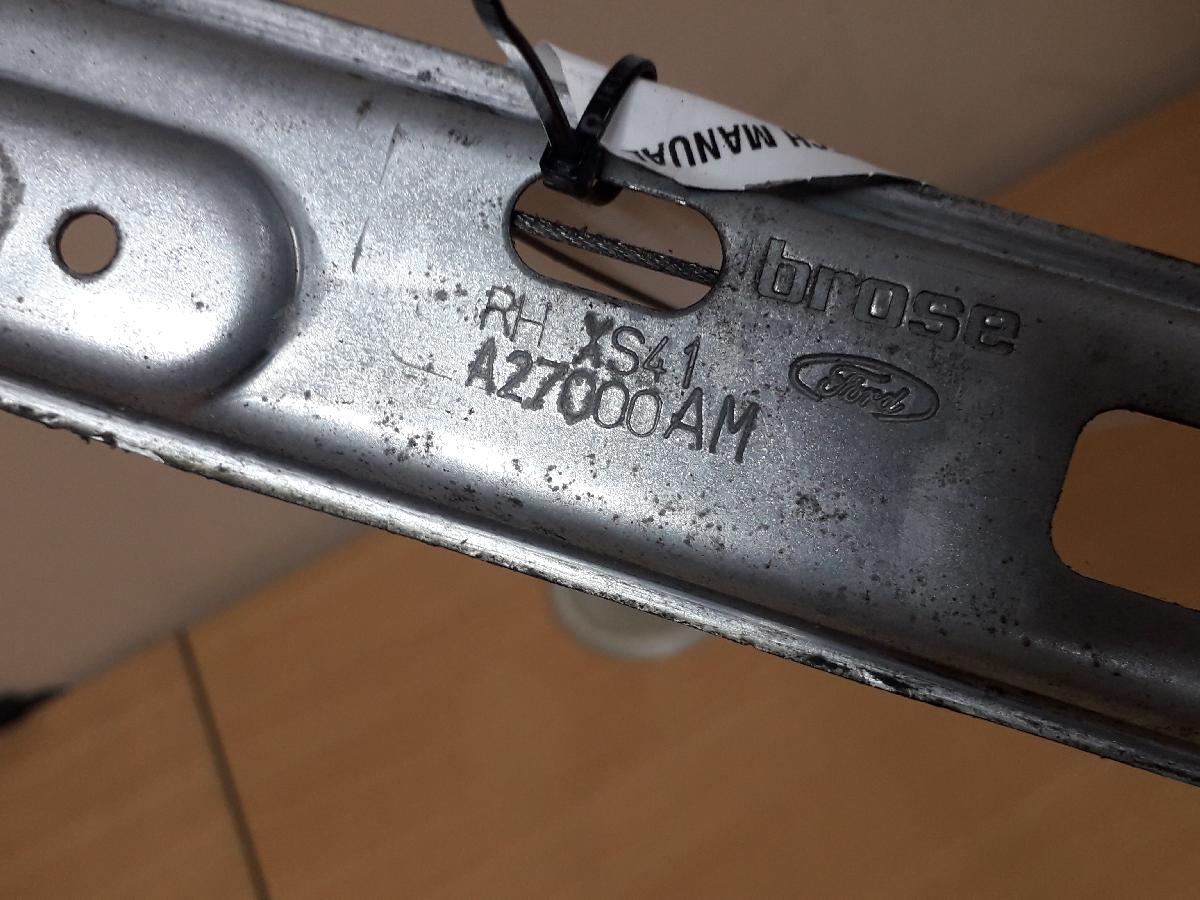 MANUAL
brose
RH XS41
A27000AM
Ford